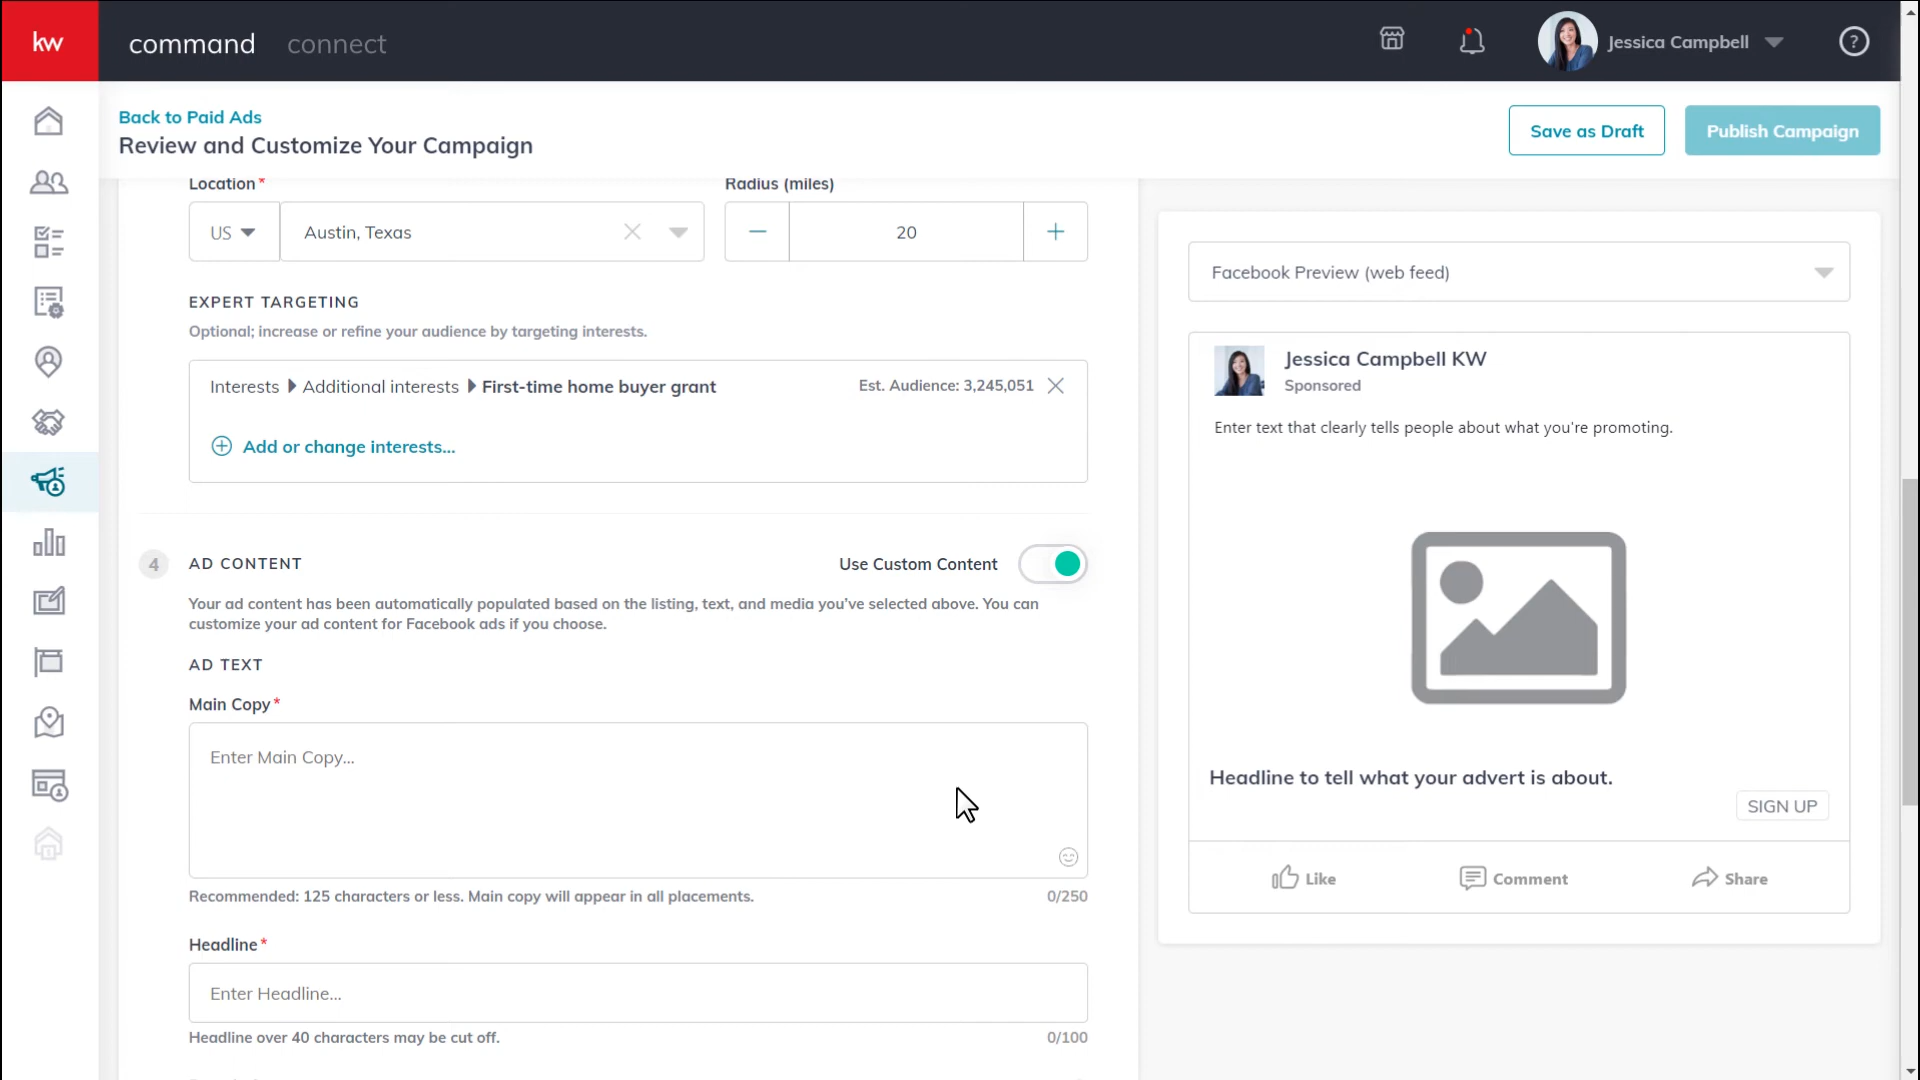 kw
command
connect
Jessica Campbell
?
Back to Paid Ads
Review and Customize Your Campaign
Save as Draft
Publish Campaign
Location*
Radius (miles)
US
Austin, Texas
20
EXPERT TARGETING
Optional; increase or refine your audience by targeting interests.
Interests Additional interests First-time home buyer grant
Est. Audience: 3,245,051
Add or change interests...
4
AD CONTENT
Use Custom Content
Your ad content has been automatically populated based on the listing, text, and media you've selected above. You can
customize your ad content for Facebook ads if you choose.
AD TEXT
Main Copy*
Enter Main Copy...
Recommended: 125 characters or less. Main copy will appear in all placements.
0/250
Headline*
Enter Headline...
Headline over 40 characters may be cut off.
0/100
Facebook Preview (web feed)
Jessica Campbell KW
Sponsored
Enter text that clearly tells people about what you're promoting.
Headline to tell what your advert is about.
SIGN UP
Like
Comment
Share